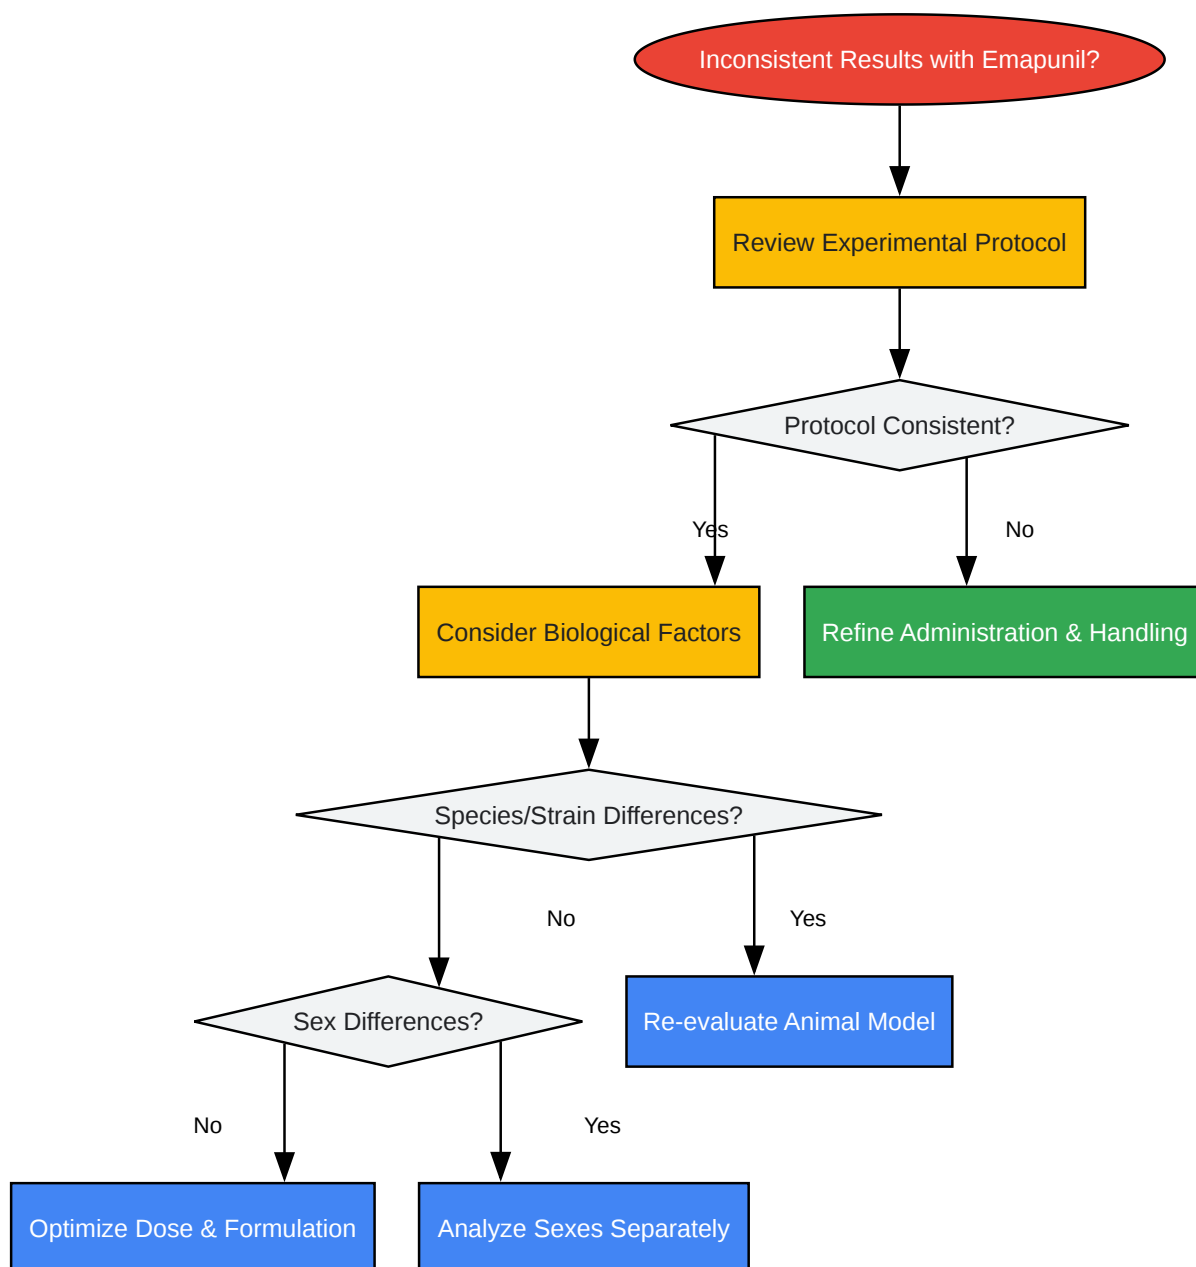 Inconsistent Results with Emapunil?
Review Experimental Protocol
Protocol Consistent?
Yes
No
Consider Biological Factors
Refine Administration & Handling
Species/Strain Differences?
No
Yes
Sex Differences?
Re-evaluate Animal Model
No
Yes
Optimize Dose & Formulation
Analyze Sexes Separately